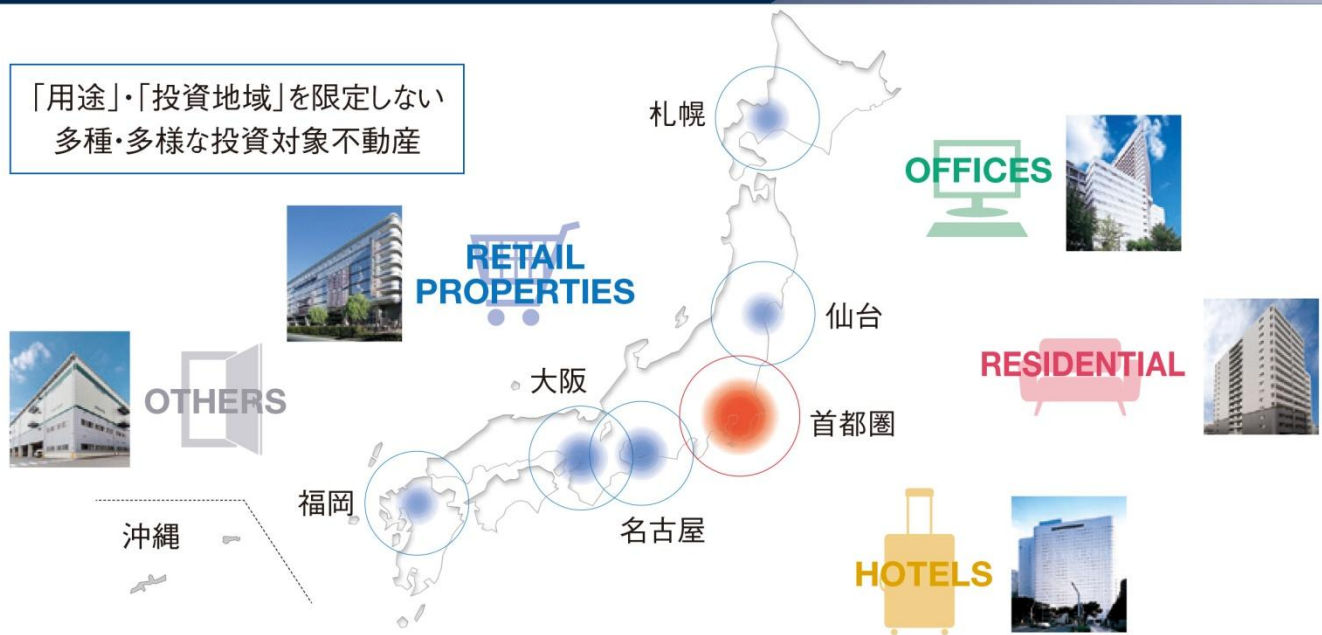 「用途」・「投資地域」を限定しない
多種・多様な投資対象不動産
札幌
OFFICES
RETAIL
PROPERTIES
仙台
RESIDENTIAL
大阪
OTHERS
首都圏
福岡
名古屋
沖縄
HOTELS